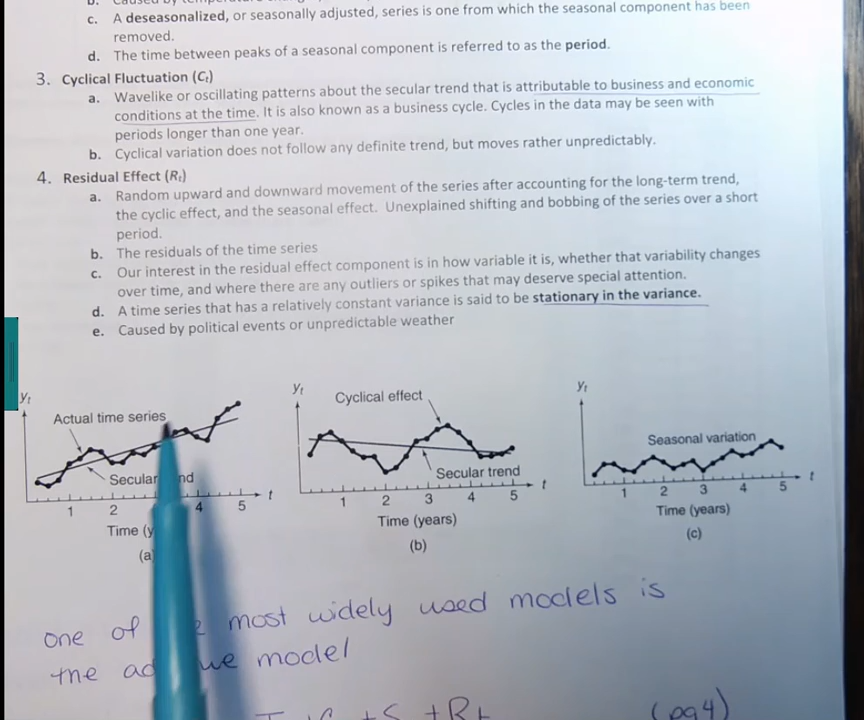 b. Caused by
c. A deseasonalized, or seasonally adjusted, series is one from which the seasonal component has been
removed.
d. The time between peaks of a seasonal component is referred to as the period.
3. Cyclical Fluctuation (Cₜ)
a. Wavelike or oscillating patterns about the secular trend that is attributable to business and economic
conditions at the time. It is also known as a business cycle. Cycles in the data may be seen with
periods longer than one year.
b. Cyclical variation does not follow any definite trend, but moves rather unpredictably.
4. Residual Effect (Rₜ)
a. Random upward and downward movement of the series after accounting for the long-term trend,
the cyclic effect, and the seasonal effect. Unexplained shifting and bobbing of the series over a short
period.
b. The residuals of the time series
c. Our interest in the residual effect component is in how variable it is, whether that variability changes
over time, and where there are any outliers or spikes that may deserve special attention.
d. A time series that has a relatively constant variance is said to be stationary in the variance.
e. Caused by political events or unpredictable weather
yₜ
Actual time series
Secular
1 2 4 5 t
Time
(a
yₜ
Cyclical effect
Secular trend
1 2 3 4 5 t
Time (years)
(b)
yₜ
Seasonal variation
1 2 3 4 5 t
Time (years)
(c)
one of most widely used models is
the model
+S +Rₜ (pg4)